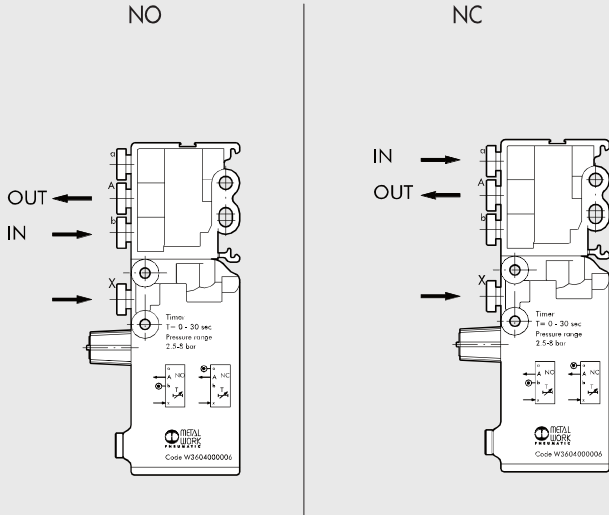 NO
a
A
OUT
b
IN
X
Timer
T= 0 - 30 sec
Pressure range
2.5-8 bar
a
A NO
b
T
x
a
A NC
b
T
x
METAL
WORK
PNEUMATIC
Code W3604000006
NC
IN
a
OUT
A
b
X
Timer
T= 0 - 30 sec
Pressure range
2.5-8 bar
a
A NO
b
T
x
a
A NC
b
T
x
METAL
WORK
PNEUMATIC
Code W3604000006